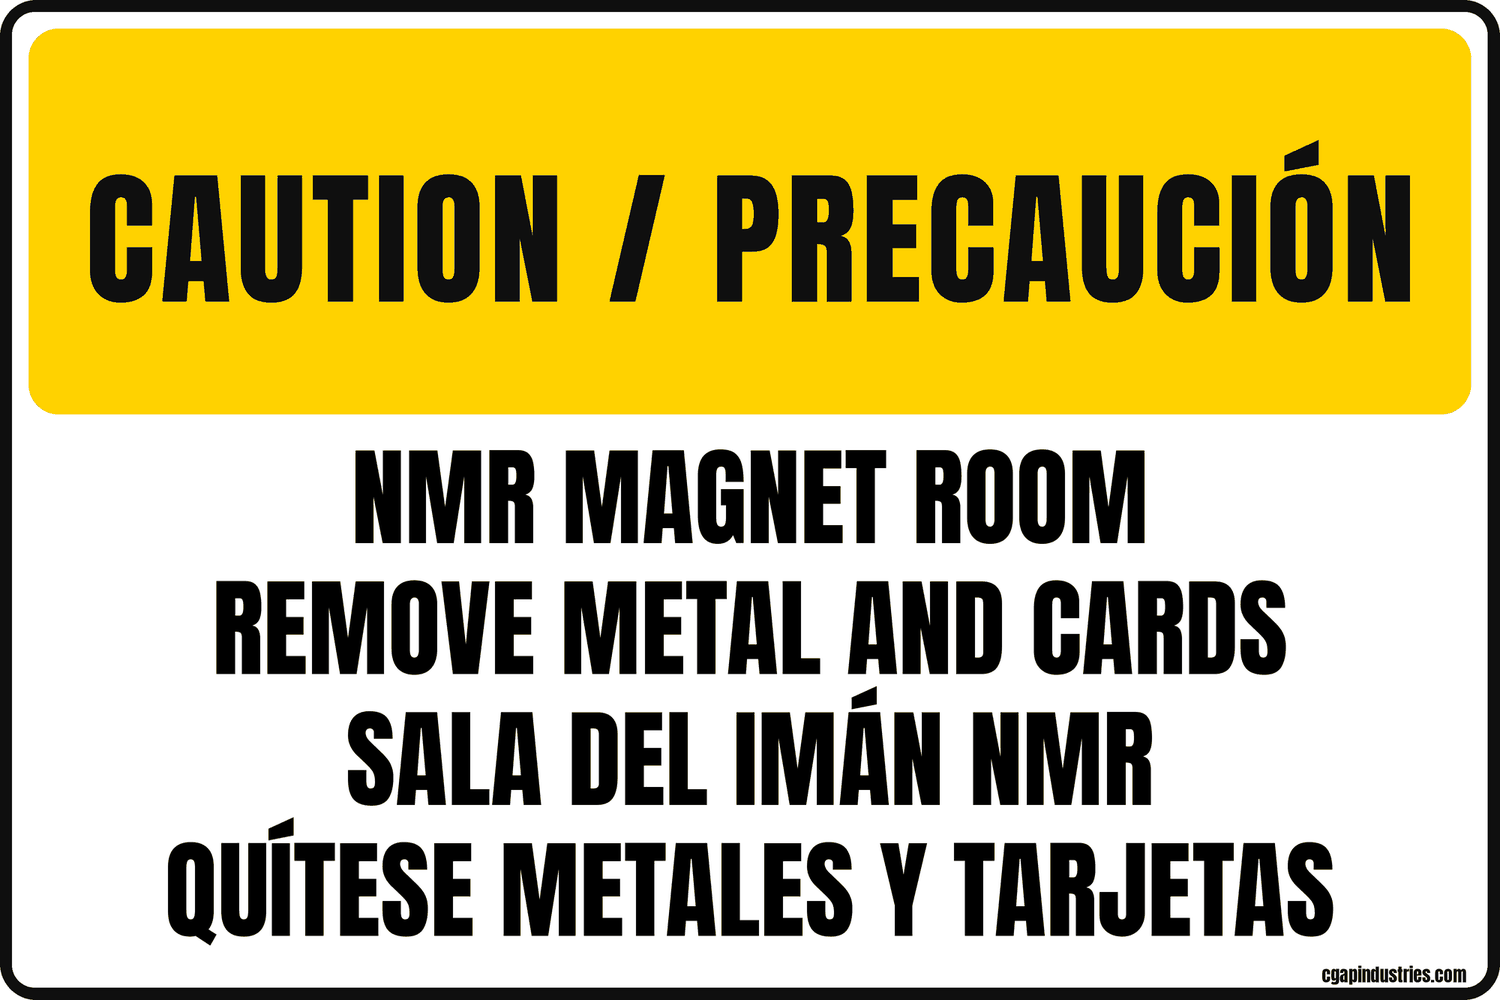 CAUTION / PRECAUCIÓN
NMR MAGNET ROOM
REMOVE METAL AND CARDS
SALA DEL IMÁN NMR
QUÍTESE METALES Y TARJETAS
cgapindustries.com